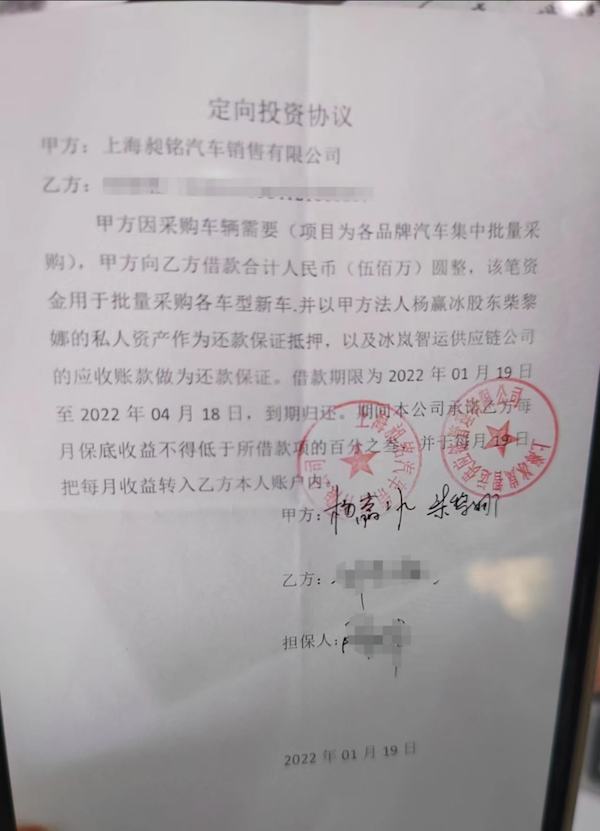 定向投资协议
甲方：上海昶铭汽车销售有限公司
乙方：
甲方因采购车辆需要（项目为各品牌汽车集中批量采
购），甲方向乙方借款合计人民币（伍佰万）圆整，该笔资
金用于批量采购各车型新车.并以甲方法人杨赢冰股东柴黎
娜的私人资产作为还款保证抵押，以及冰岚智运供应链公司
的应收账款做为还款保证。借款期限为 2022 年 01 月 19 日
至 2022 年 04 月 18 日，到期归还。期间本公司承诺乙方每
月保底收益不得低于所借款项的百分之叁，并于每月 19 日
把每月收益转入乙方本人账户内。
甲方：杨赢冰 柴黎娜
乙方：
担保人：
2022 年 01 月 19 日